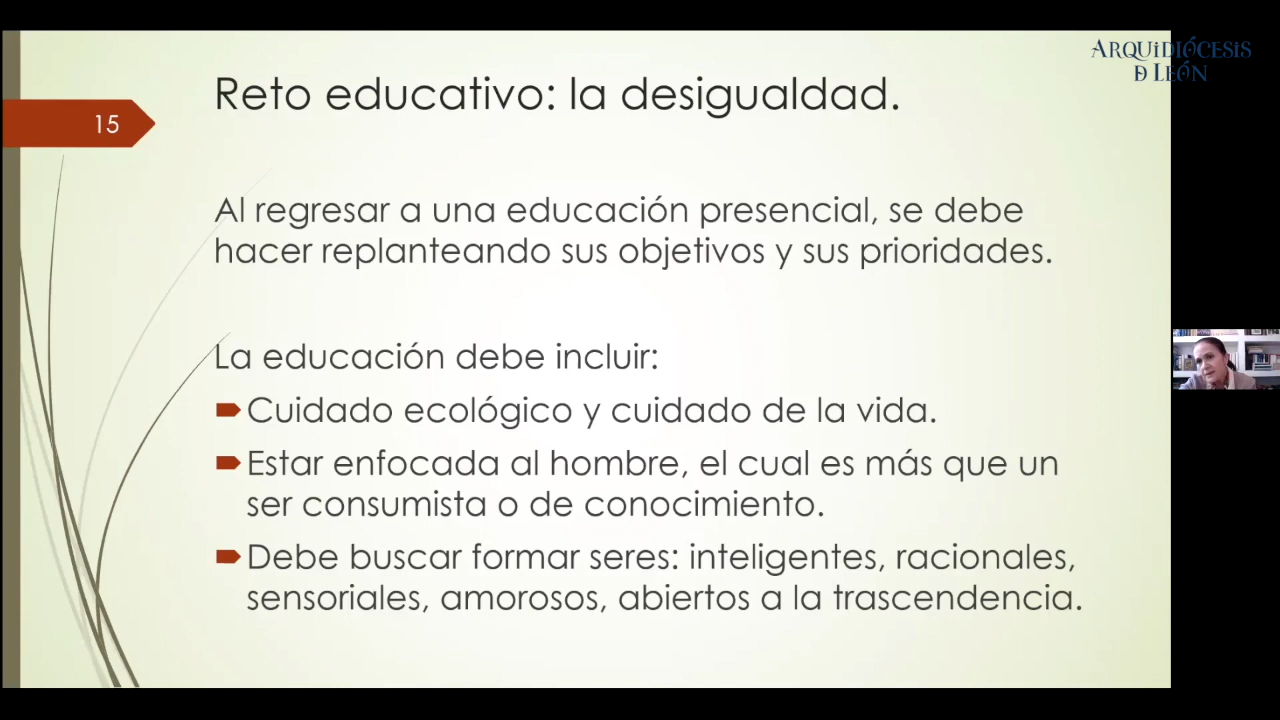 ARQUIDIÓCESIS
D LEÓN
15
Reto educativo: la desigualdad.
Al regresar a una educación presencial, se debe
hacer replanteando sus objetivos y sus prioridades.
La educación debe incluir:
Cuidado ecológico y cuidado de la vida.
Estar enfocada al hombre, el cual es más que un
ser consumista o de conocimiento.
Debe buscar formar seres: inteligentes, racionales,
sensoriales, amorosos, abiertos a la trascendencia.